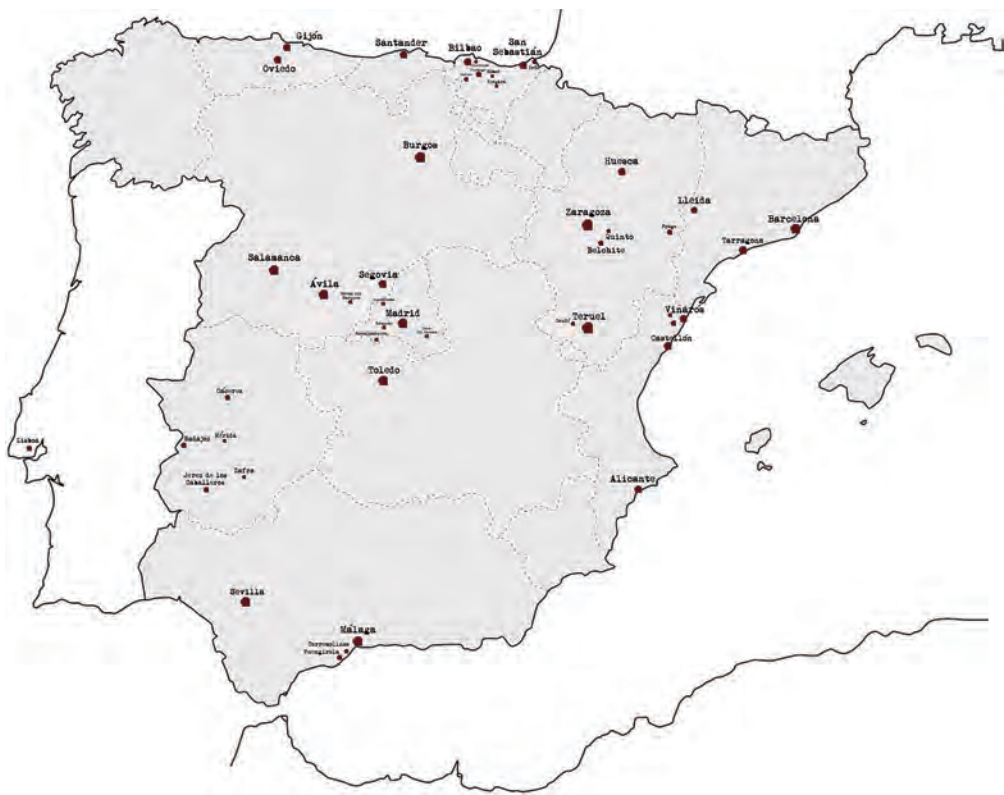 Gijón
Oviedo
Santander
Bilbao
San
Sebastián
Burgos
Huesca
Lleida
Zaragoza
Quinto
Belchite
Fraga
Barcelona
Tarragona
Salamanca
Ávila
Segovia
Madrid
Teruel
Vinaròs
Castellón
Toledo
Cáceres
Lisboa
Badajoz
Mérida
Zafra
Jerez de los
Caballeros
Alicante
Sevilla
Málaga
Torremolinos
Fuengirola